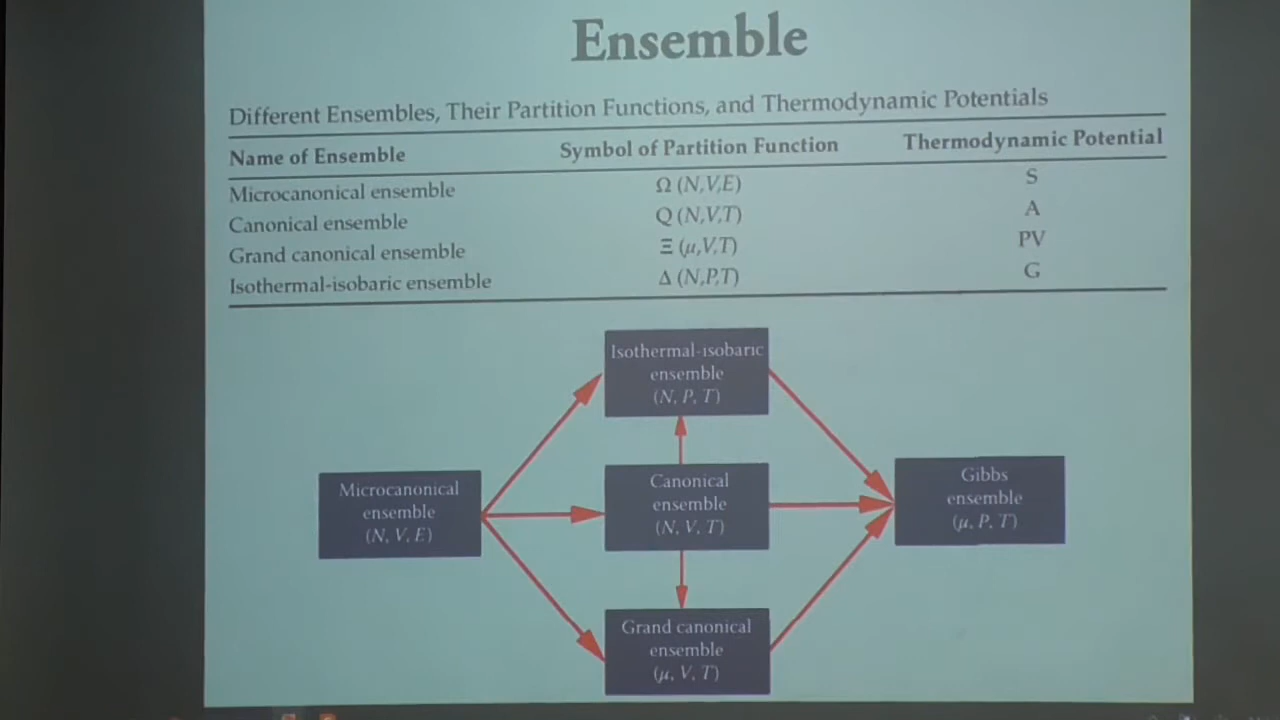 Ensemble
Different Ensembles, Their Partition Functions, and Thermodynamic Potentials
Name of Ensemble Symbol of Partition Function Thermodynamic Potential
Microcanonical ensemble Ω (N,V,E) S
Canonical ensemble Q (N,V,T) A
Grand canonical ensemble Ξ (μ,V,T) PV
Isothermal-isobaric ensemble Δ (N,P,T) G
Isothermal-isobaric
ensemble
(N, P, T)
Microcanonical
ensemble
(N, V, E)
Canonical
ensemble
(N, V, T)
Gibbs
ensemble
(μ, P, T)
Grand canonical
ensemble
(μ, V, T)